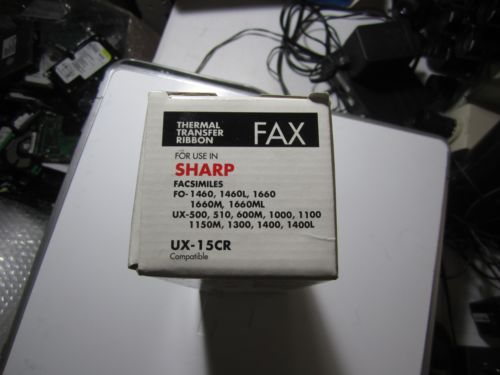 THERMAL
TRANSFER
RIBBON
FAX
FOR USE IN
SHARP
FACSIMILES
FO-1460, 1460L, 1660
1660M, 1660ML
UX-500, 510, 600M, 1000, 1100
1150M, 1300, 1400, 1400L
UX-15CR
Compatible